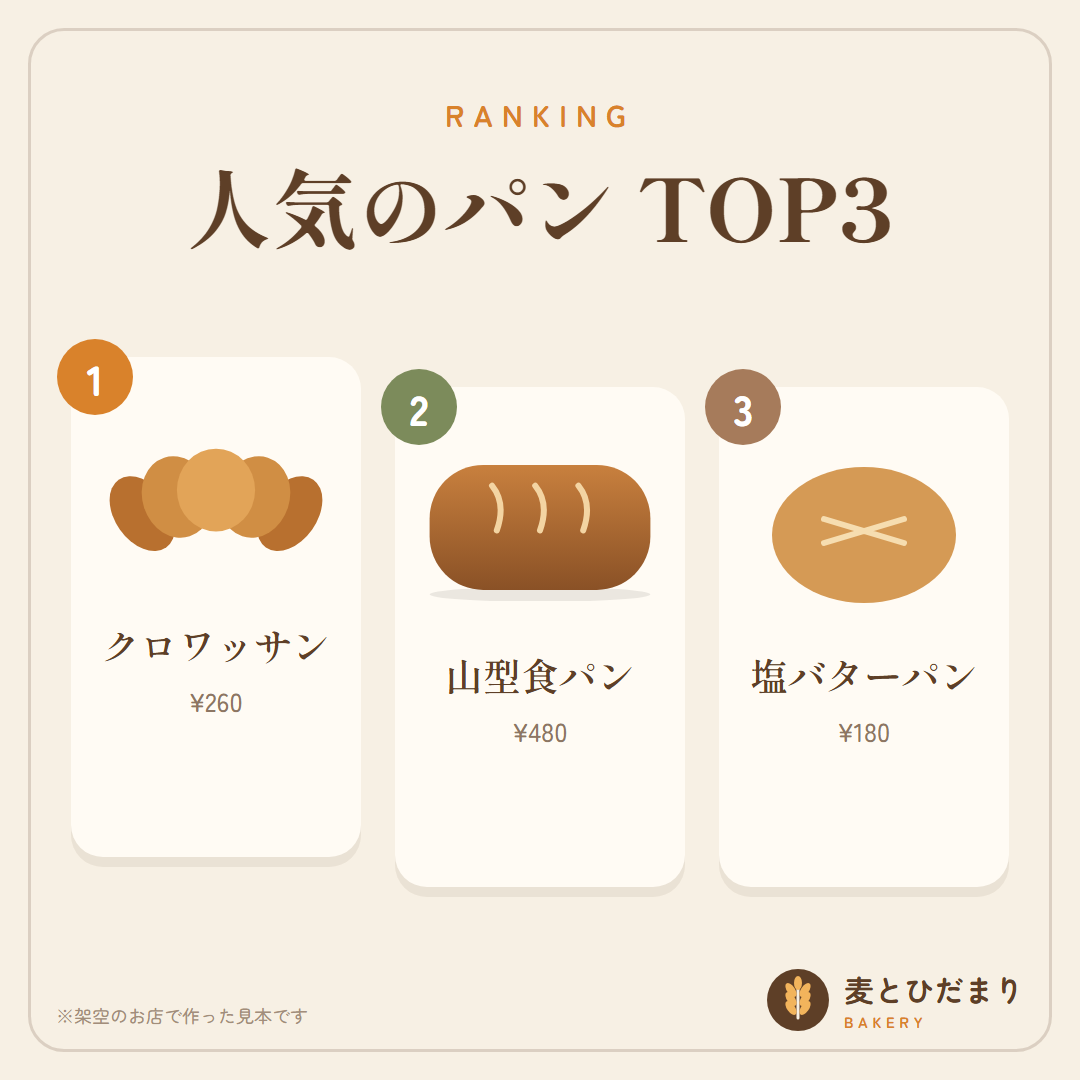 RANKING
人気のパン TOP3
1
クロワッサン
¥260
2
山型食パン
¥480
3
塩バターパン
¥180
※架空のお店で作った見本です
麦とひだまり
BAKERY